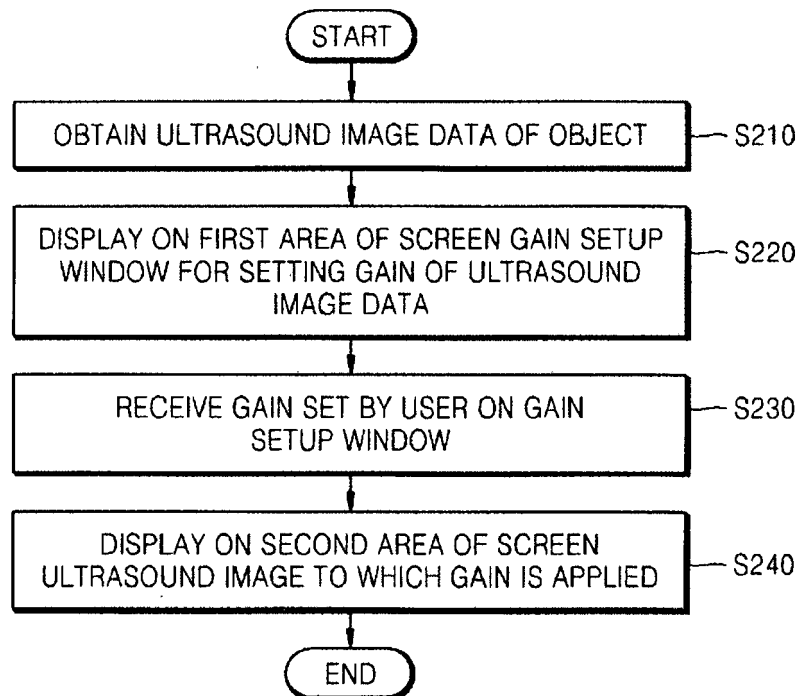 START
OBTAIN ULTRASOUND IMAGE DATA OF OBJECT
S210
DISPLAY ON FIRST AREA OF SCREEN GAIN SETUP
WINDOW FOR SETTING GAIN OF ULTRASOUND
IMAGE DATA
S220
RECEIVE GAIN SET BY USER ON GAIN
SETUP WINDOW
S230
DISPLAY ON SECOND AREA OF SCREEN
ULTRASOUND IMAGE TO WHICH GAIN IS APPLIED
S240
END